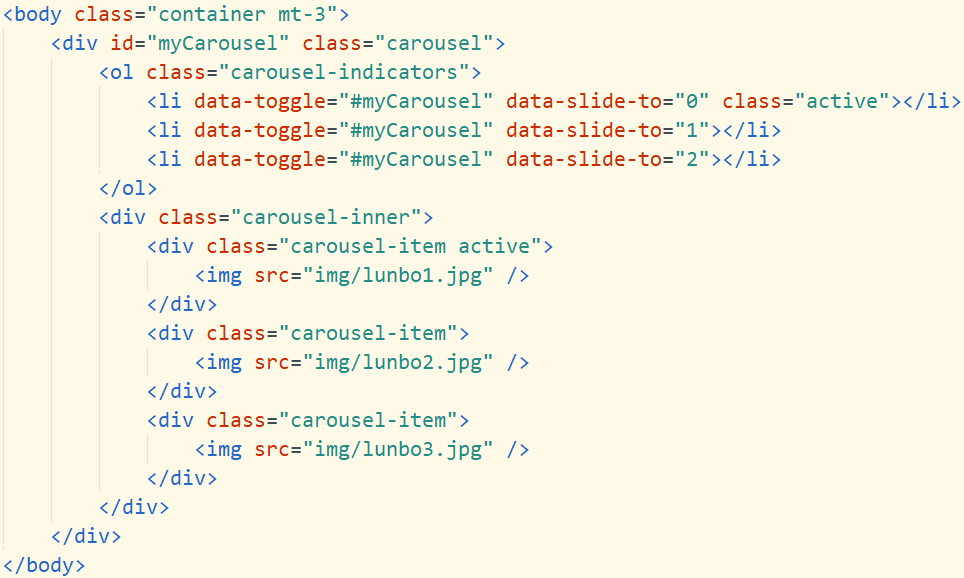 <body class="container mt-3">
    <div id="myCarousel" class="carousel">
        <ol class="carousel-indicators">
            <li data-toggle="#myCarousel" data-slide-to="0" class="active"></li>
            <li data-toggle="#myCarousel" data-slide-to="1"></li>
            <li data-toggle="#myCarousel" data-slide-to="2"></li>
        </ol>
        <div class="carousel-inner">
            <div class="carousel-item active">
                <img src="img/lunbo1.jpg" />
            </div>
            <div class="carousel-item">
                <img src="img/lunbo2.jpg" />
            </div>
            <div class="carousel-item">
                <img src="img/lunbo3.jpg" />
            </div>
        </div>
    </div>
</body>